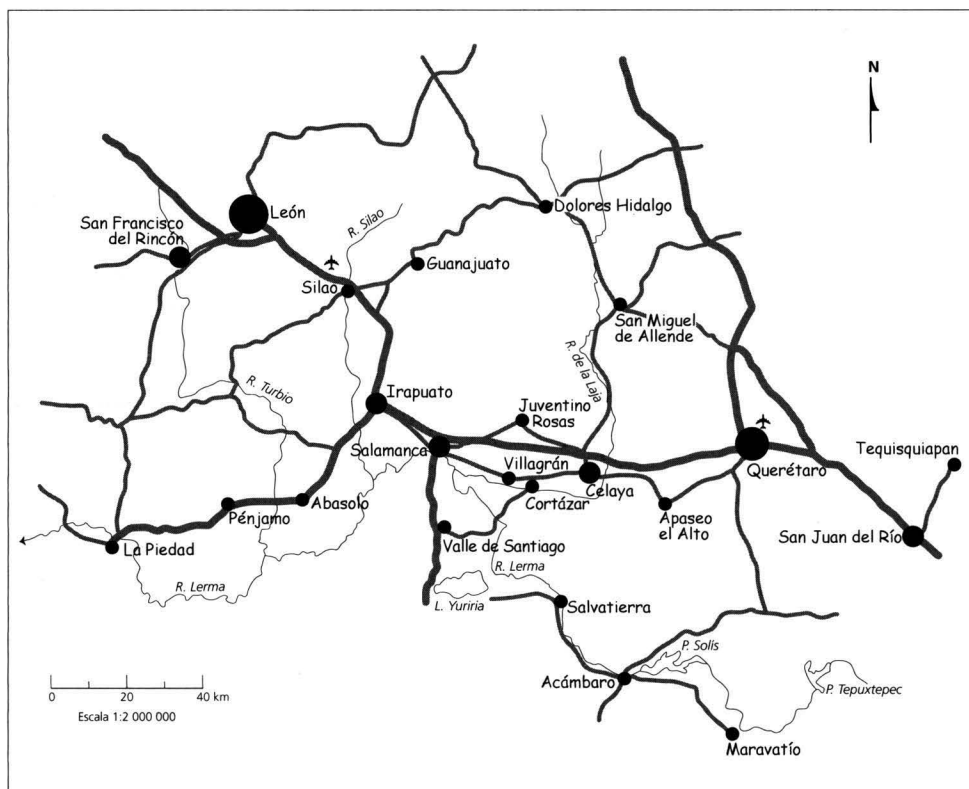 N
León
San Francisco
del Rincón
R. Silao
Dolores Hidalgo
Guanajuato
Silao
San Miguel
de Allende
R. de la Laja
R. Turbio
Irapuato
Juventino
Rosas
Salamanca
Villagrán
Celaya
Querétaro
Tequisquiapan
Cortázar
Abasolo
Pénjamo
Apaseo
el Alto
San Juan del Río
La Piedad
Valle de Santiago
R. Lerma
R. Lerma
L. Yuriria
Salvatierra
P. Solís
Acámbaro
P. Tepuxtepec
Maravatío
0 20 40 km
Escala 1:2 000 000